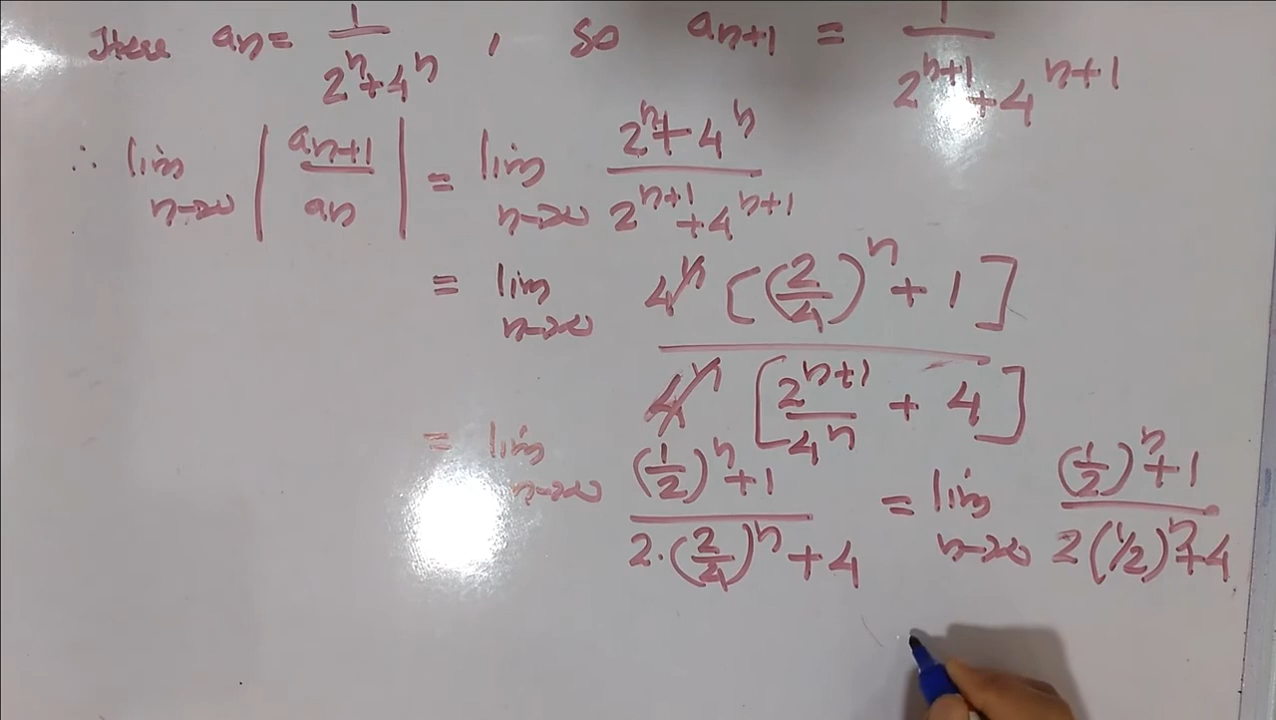 Here aₙ = 1/(2ⁿ+4ⁿ) , So aₙ₊₁ = 1/(2ⁿ⁺¹+4ⁿ⁺¹)
∴ lim n→∞ |aₙ₊₁/aₙ| = lim n→∞ (2ⁿ+4ⁿ)/(2ⁿ⁺¹+4ⁿ⁺¹)
= lim n→∞ 4ⁿ[(2/4)ⁿ + 1] / 4ⁿ[2ⁿ⁺¹/4ⁿ + 4]
= lim n→∞ ((1/2)ⁿ+1)/(2.(2/4)ⁿ+4) = lim n→∞ ((1/2)ⁿ+1)/(2(1/2)ⁿ+4)